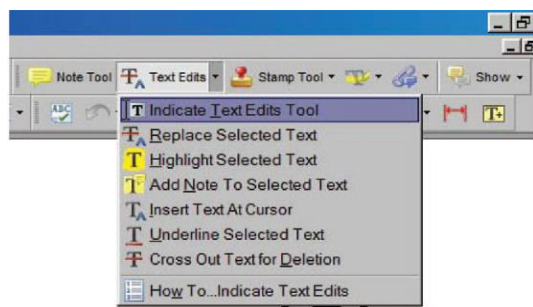 Note Tool Text Edits Stamp Tool Show
ABC T
T Indicate Text Edits Tool
T A Replace Selected Text
T Highlight Selected Text
T Add Note To Selected Text
T A Insert Text At Cursor
T Underline Selected Text
T Cross Out Text for Deletion
How To...Indicate Text Edits